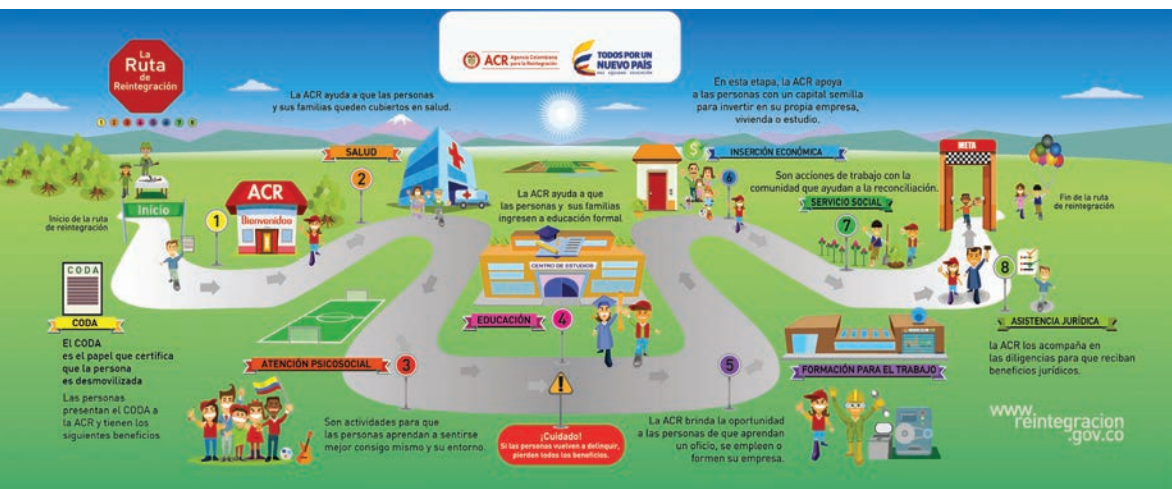 La
Ruta
de
Reintegración
1 2 3 4 5 6 7 8
ACR Agencia Colombiana
para la Reintegración
TODOS POR UN
NUEVO PAÍS
PAZ EQUIDAD EDUCACIÓN
Inicio de la ruta
de reintegración
Inicio
1
ACR
Bienvenidos
CODA
CODA
El CODA
es el papel que certifica
que la persona
es desmovilizada
Las personas
presentan el CODA a
la ACR y tienen los
siguientes beneficios
La ACR ayuda a que las personas
y sus familias queden cubiertos en salud.
SALUD
2
ATENCIÓN PSICOSOCIAL
3
Son actividades para que
las personas aprendan a sentirse
mejor consigo mismo y su entorno.
La ACR ayuda a que
las personas y sus familias
ingresen a educación formal
CENTRO DE ESTUDIOS
EDUCACIÓN
4
!
¡Cuidado!
Si las personas vuelven a delinquir,
pierden todos los beneficios.
5
FORMACIÓN PARA EL TRABAJO
La ACR brinda la oportunidad
a las personas de que aprendan
un oficio, se empleen o
formen su empresa.
En esta etapa, la ACR apoya
a las personas con un capital semilla
para invertir en su propia empresa,
vivienda o estudio.
$
INSERCIÓN ECONÓMICA
6
Son acciones de trabajo con la
comunidad que ayudan a la reconciliación.
SERVICIO SOCIAL
7
META
Fin de la ruta
de reintegración
8
ASISTENCIA JURÍDICA
la ACR los acompaña en
las diligencias para que reciban
beneficios jurídicos.
www.
reintegracion
.gov.co